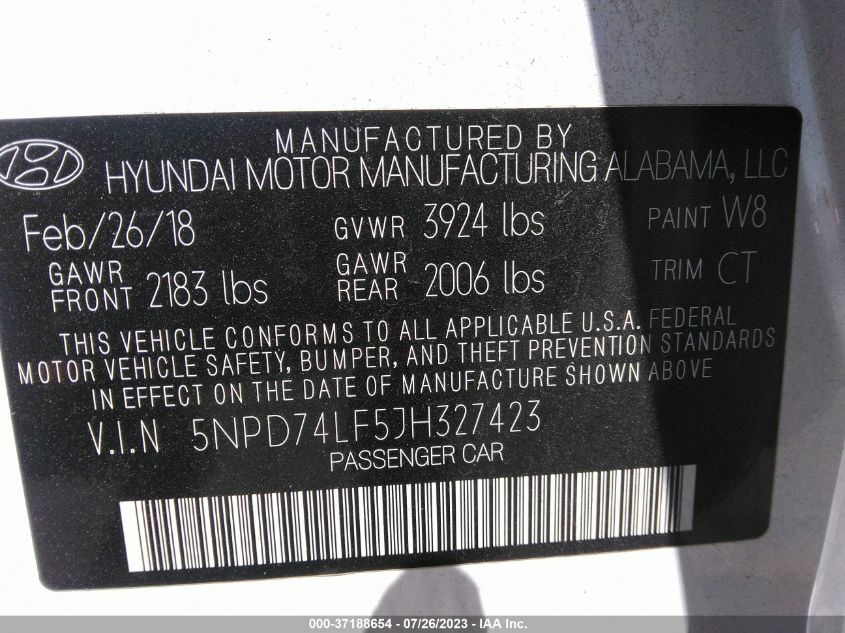 MANUFACTURED BY
HYUNDAI MOTOR MANUFACTURING ALABAMA, LLC
Feb/26/18 GVWR 3924 lbs PAINT W8
GAWR FRONT 2183 lbs GAWR REAR 2006 lbs TRIM CT
THIS VEHICLE CONFORMS TO ALL APPLICABLE U.S.A. FEDERAL
MOTOR VEHICLE SAFETY, BUMPER, AND THEFT PREVENTION STANDARDS
IN EFFECT ON THE DATE OF MANUFACTURE SHOWN ABOVE
V.I.N 5NPD74LF5JH327423
PASSENGER CAR
000-37188654 - 07/26/2023 - IAA Inc.